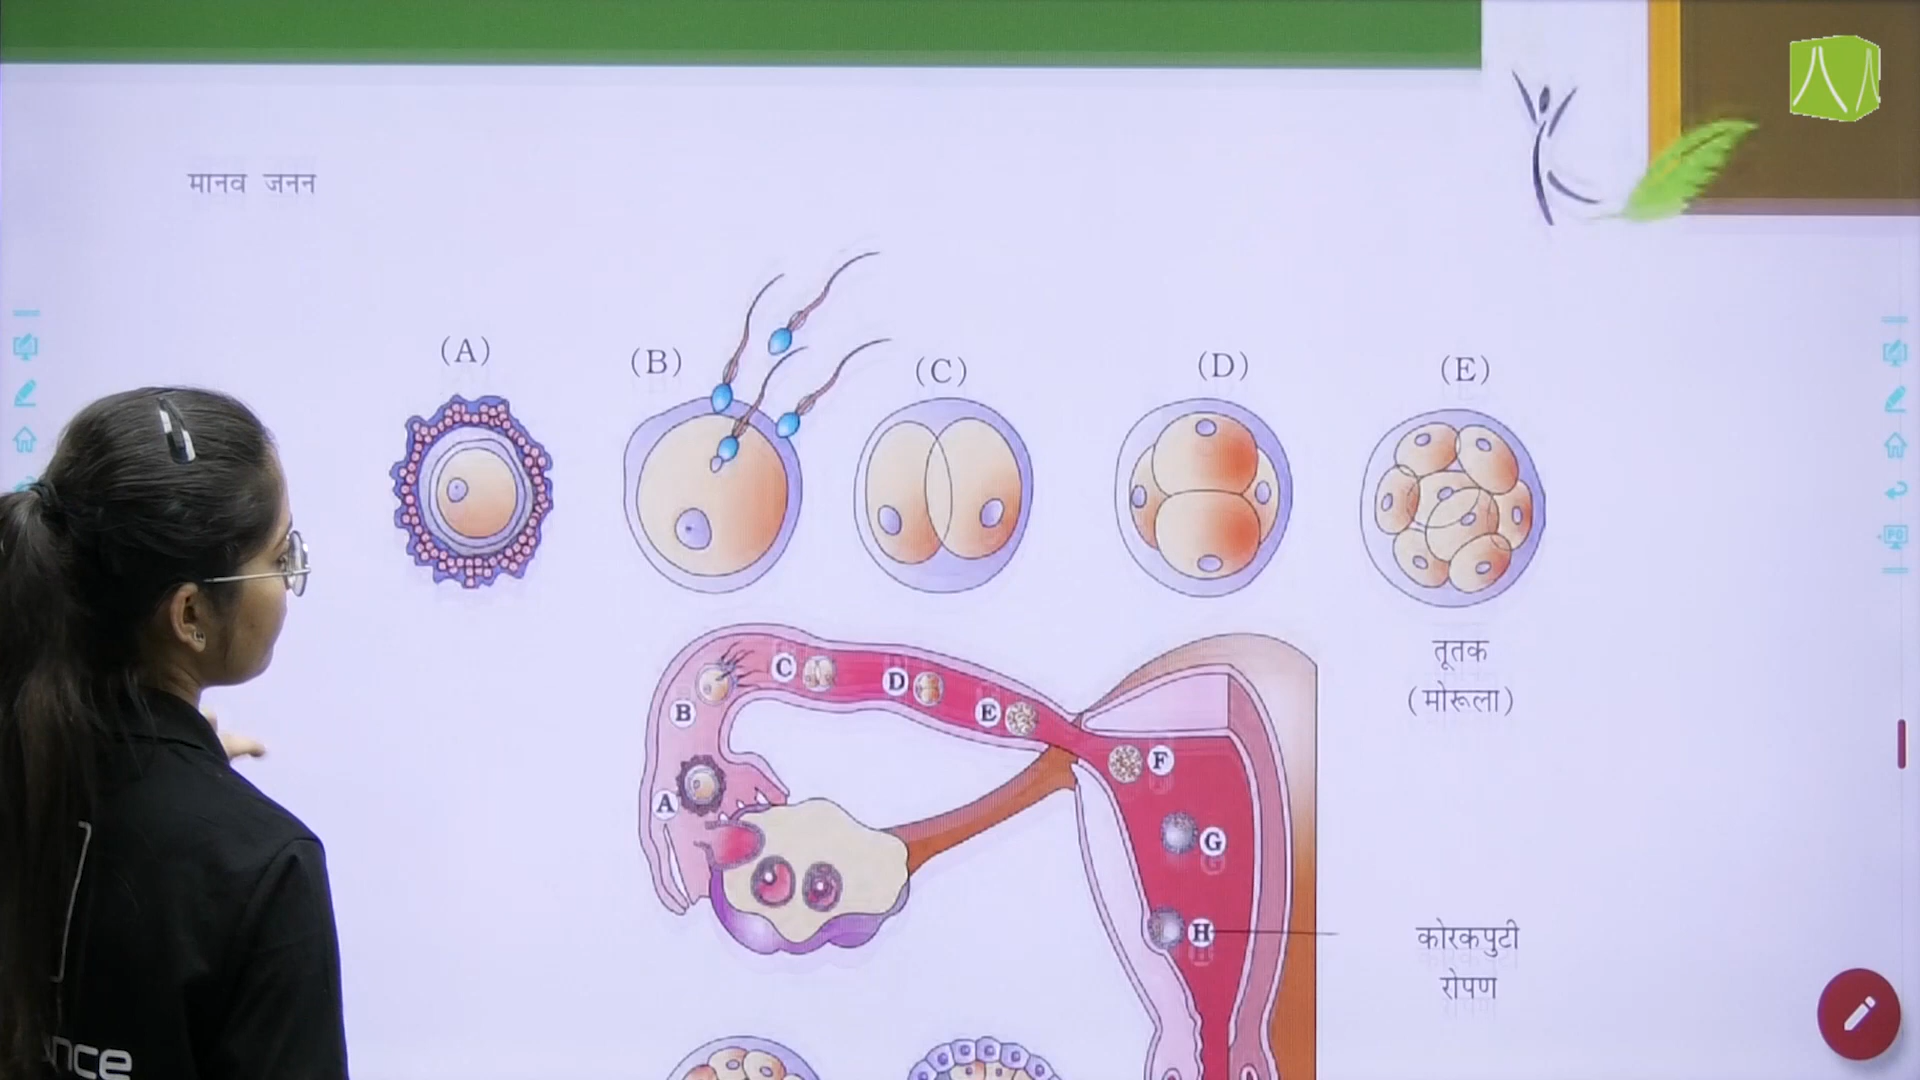 मानव जनन
(A)
(B)
(C)
(D)
(E)
तूतक
(मोरूला)
C
D
E
B
F
A
G
H
कोरकपुटी
रोपण
nce